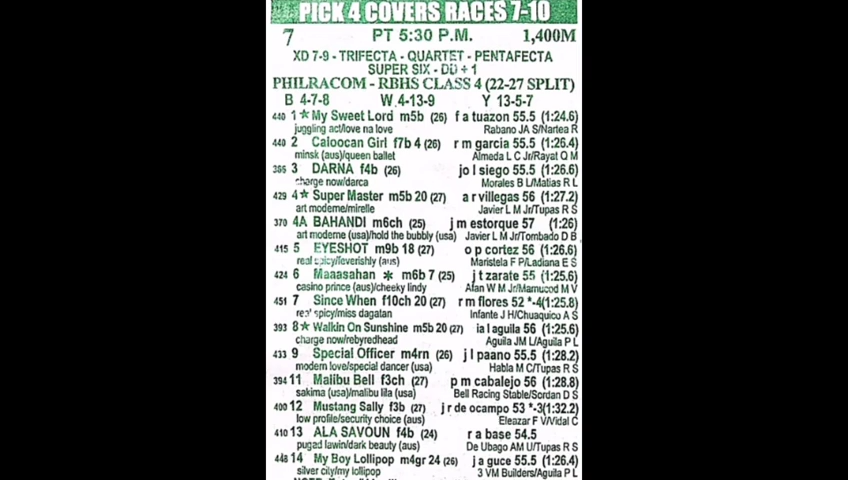 PICK 4 COVERS RACES 7-10
7 PT 5:30 P.M. 1,400M
XD 7-9 - TRIFECTA - QUARTET - PENTAFECTA
SUPER SIX - DD + 1
PHILRACOM - RBHS CLASS 4 (22-27 SPLIT)
B 4-7-8 W 4-13-9 Y 13-5-7
440 1 * My Sweet Lord m5b (26) f a tuazon 55.5 (1:24.6)
juggling act/love na love Rabano JA S/Nartea R
440 2 Caloocan Girl f7b 4 (26) r m garcia 55.5 (1:26.4)
minsk (aus)/queen ballet Almeda L C Jr/Rayat Q M
366 3 DARNA f4b (26) jo l siego 55.5 (1:26.6)
charge now/darca Morales B L/Matias R L
429 4 * Super Master m5b 20 (27) a r villegas 56 (1:27.2)
art moderne/mirelle Javier L M Jr/Tupas R S
370 4A BAHANDI m6ch (25) j m estorque 57 (1:26)
art moderne (usa)/hold the bubbly (usa) Javier L M Jr/Tombado D B
415 5 EYESHOT m9b 18 (27) o p cortez 56 (1:26.6)
real spicy/feverishly (aus) Maristela F P/Ladiana E S
424 6 Maaasahan * m6b 7 (25) j t zarate 55 (1:25.6)
casino prince (aus)/cheeky lindy Afan W M Jr/Mamucod M V
451 7 Since When f10ch 20 (27) r m flores 52 *-4(1:25.8)
real spicy/miss dagatan Infante J H/Chuaquico A S
393 8 * Walkin On Sunshine m5b 20 (27) ia l aguila 56 (1:25.6)
charge now/rebyredhead Aguila JM L/Aguila P L
433 9 Special Officer m4rn (26) j l paano 55.5 (1:28.2)
modern love/special dancer (usa) Habla M C/Tupas R S
394 11 Malibu Bell f3ch (27) p m cabalejo 56 (1:28.8)
sakima (usa)/malibu lila (usa) Bell Racing Stable/Sordan D S
400 12 Mustang Sally f3b (27) j r de ocampo 53 *-3(1:32.2)
low profile/security choice (aus) Eleazar F V/Vidal C
410 13 ALA SAVOUN f4b (24) r a base 54.5
pugad lawin/dark beauty (aus) De Ubago AM U/Tupas R S
448 14 My Boy Lollipop m4gr 24 (26) j a guce 55.5 (1:26.4)
silver city/my lollipop 3 VM Builders/Aguila P L